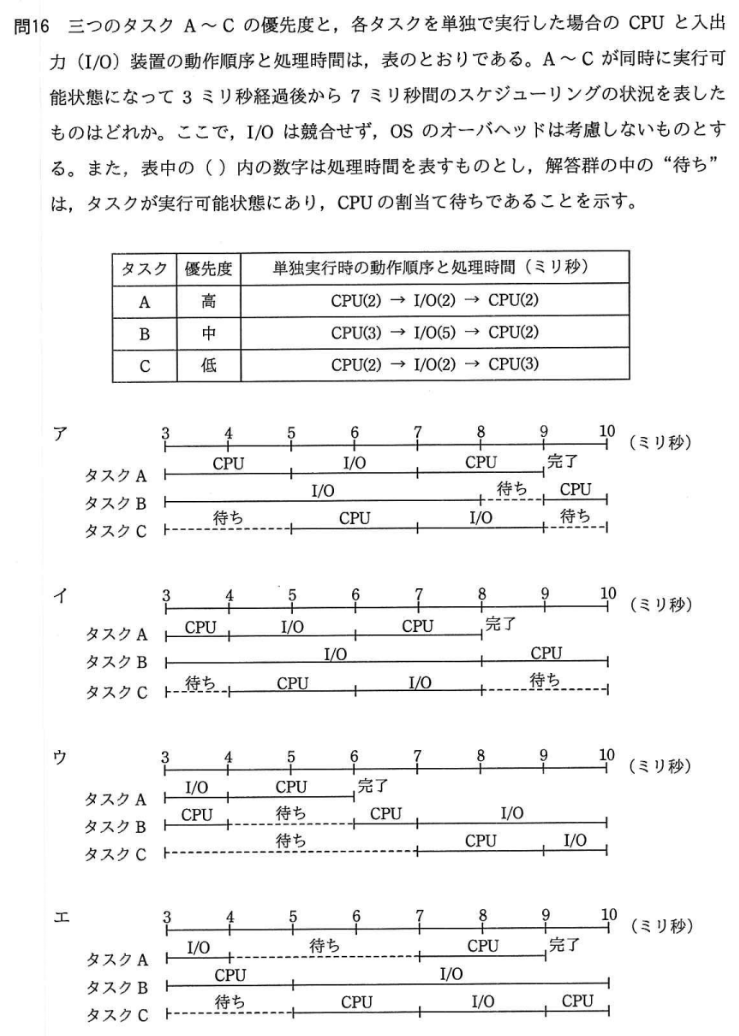 問16 三つのタスク A～C の優先度と，各タスクを単独で実行した場合の CPU と入出
力（I/O）装置の動作順序と処理時間は，表のとおりである。A～C が同時に実行可
能状態になって 3 ミリ秒経過後から 7 ミリ秒間のスケジューリングの状況を表した
ものはどれか。ここで，I/O は競合せず，OS のオーバヘッドは考慮しないものとす
る。また，表中の（ ）内の数字は処理時間を表すものとし，解答群の中の“待ち”
は，タスクが実行可能状態にあり，CPU の割当て待ちであることを示す。
タスク 優先度 単独実行時の動作順序と処理時間（ミリ秒）
A 高 CPU(2) → I/O(2) → CPU(2)
B 中 CPU(3) → I/O(5) → CPU(2)
C 低 CPU(2) → I/O(2) → CPU(3)
ア 3 4 5 6 7 8 9 10 （ミリ秒）
タスク A CPU I/O CPU 完了
タスク B I/O 待ち CPU
タスク C 待ち CPU I/O 待ち
イ 3 4 5 6 7 8 9 10 （ミリ秒）
タスク A CPU I/O CPU 完了
タスク B I/O CPU
タスク C 待ち CPU I/O 待ち
ウ 3 4 5 6 7 8 9 10 （ミリ秒）
タスク A I/O CPU 完了
タスク B CPU 待ち CPU I/O
タスク C 待ち CPU I/O
エ 3 4 5 6 7 8 9 10 （ミリ秒）
タスク A I/O 待ち CPU 完了
タスク B CPU I/O
タスク C 待ち CPU I/O CPU